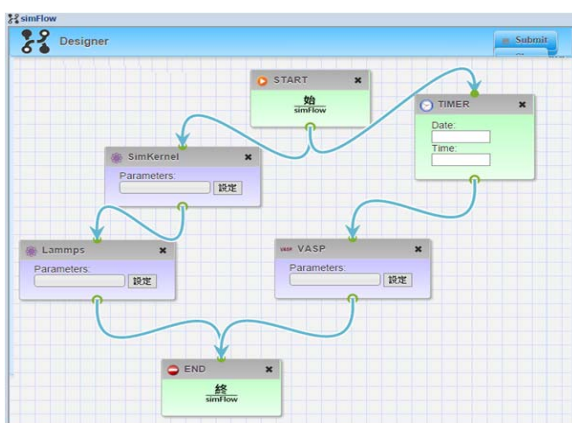 simFlow
Designer
Submit
START
始
simFlow
TIMER
Date:
Time:
SimKernel
Parameters:
設定
Lammps
Parameters:
設定
VASP VASP
Parameters:
設定
END
終
simFlow